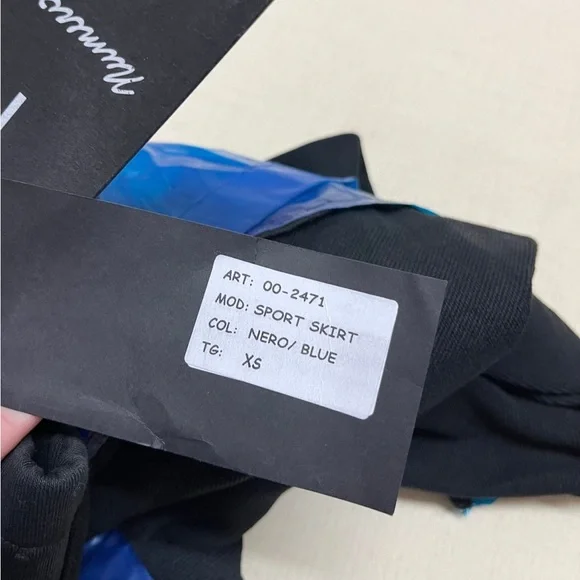 ART: 00-2471
MOD: SPORT SKIRT
COL: NERO/ BLUE
TG: XS